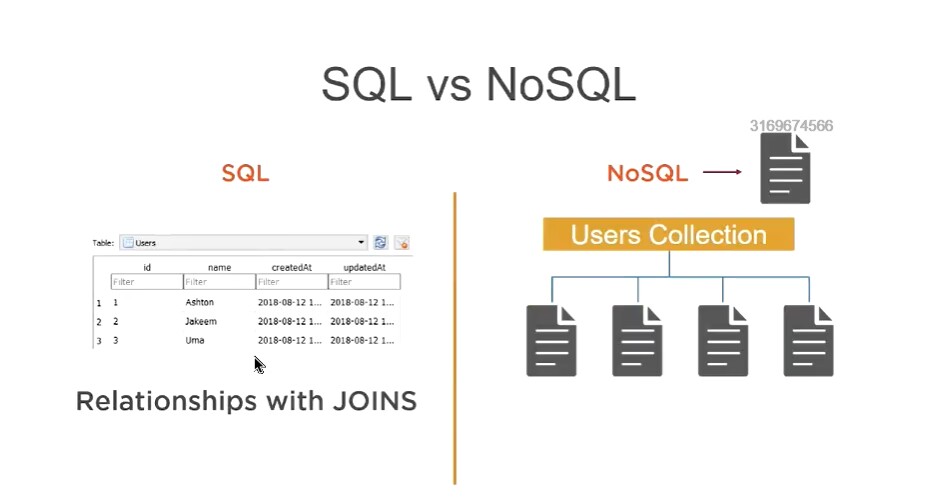 SQL vs NoSQL
SQL
Table: Users
id name createdAt updatedAt
Filter Filter Filter Filter
1 1 Ashton 2018-08-12 1... 2018-08-12 1...
2 2 Jakeem 2018-08-12 1... 2018-08-12 1...
3 3 Uma 2018-08-12 1... 2018-08-12 1...
Relationships with JOINS
3169674566
NoSQL
Users Collection